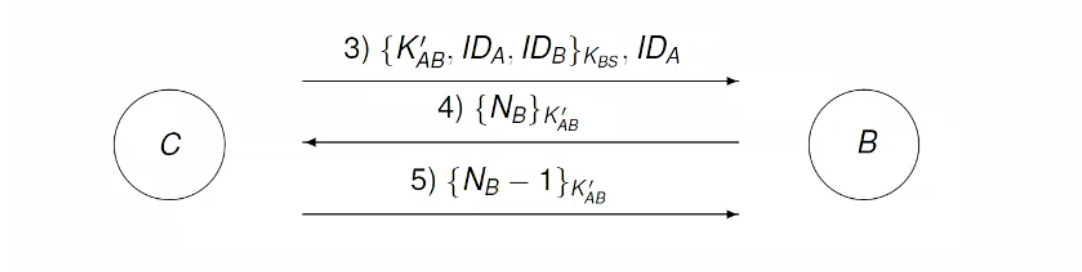 3) {K′AB, IDA, IDB}KBS, IDA
4) {NB}K′AB
C
B
5) {NB − 1}K′AB